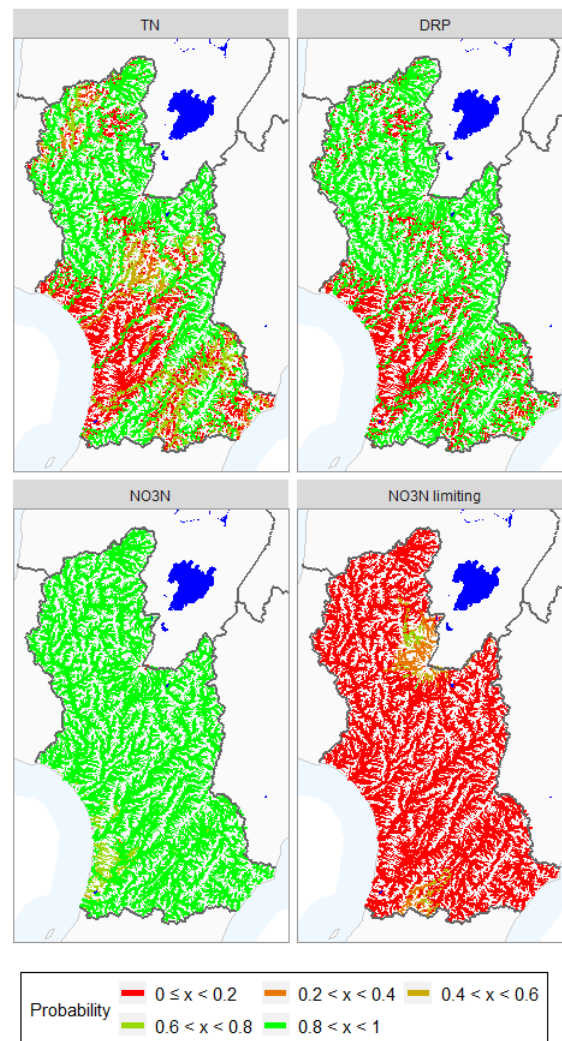 TN
DRP
NO3N
NO3N limiting
Probability
0 ≤ x < 0.2
0.2 < x < 0.4
0.4 < x < 0.6
0.6 < x < 0.8
0.8 < x < 1